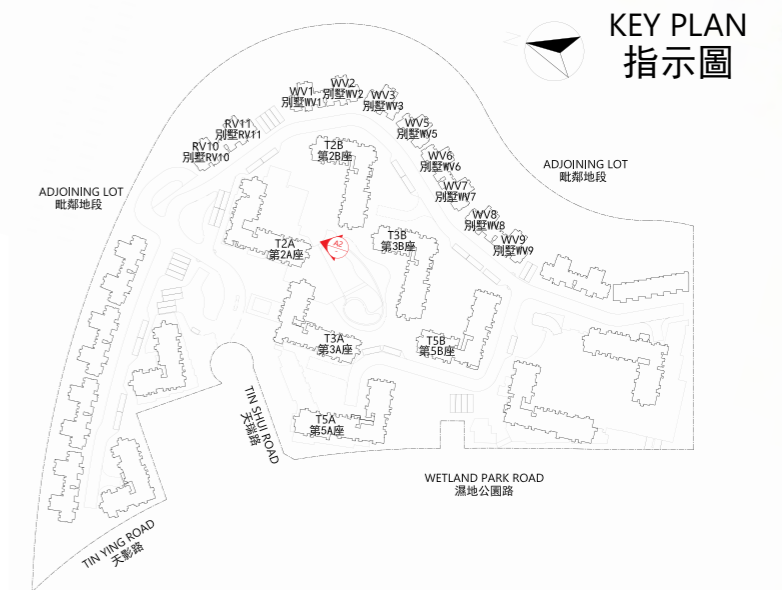 KEY PLAN
指示圖
N
WV2
別墅WV2
WV1
別墅WV1
WV3
別墅WV3
RV11
別墅RV11
WV5
別墅WV5
RV10
別墅RV10
T2B
第2B座
WV6
別墅WV6
ADJOINING LOT
毗鄰地段
WV7
別墅WV7
ADJOINING LOT
毗鄰地段
WV8
別墅WV8
T2A
第2A座
A2
T3B
第3B座
WV9
別墅WV9
T3A
第3A座
T5B
第5B座
TIN SHUI ROAD
天瑞路
T5A
第5A座
WETLAND PARK ROAD
濕地公園路
TIN YING ROAD
天影路